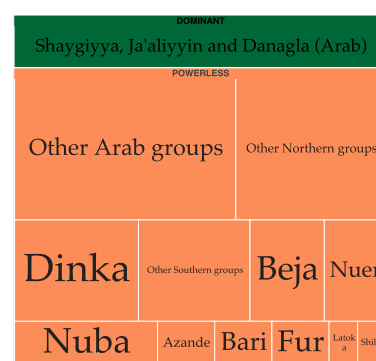 DOMINANT
Shaygiyya, Ja'aliyyin and Danagla (Arab)
POWERLESS
Other Arab groups
Other Northern groups
Dinka
Other Southern groups
Beja
Nuer
Nuba
Azande
Bari
Fur
Latok
a